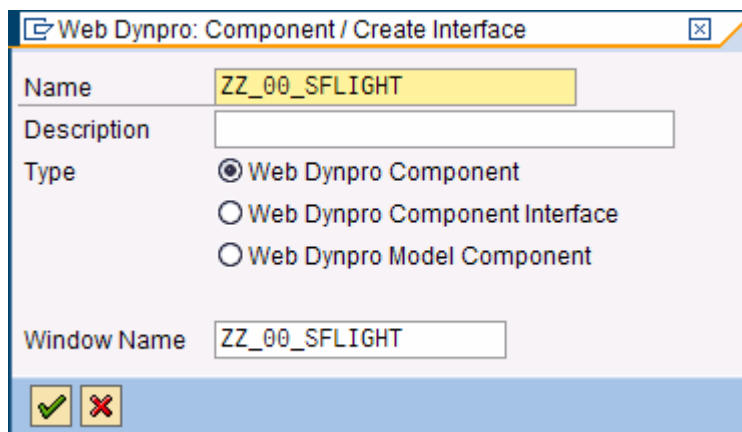 Web Dynpro: Component / Create Interface
Name ZZ_00_SFLIGHT
Description
Type Web Dynpro Component
Web Dynpro Component Interface
Web Dynpro Model Component
Window Name ZZ_00_SFLIGHT